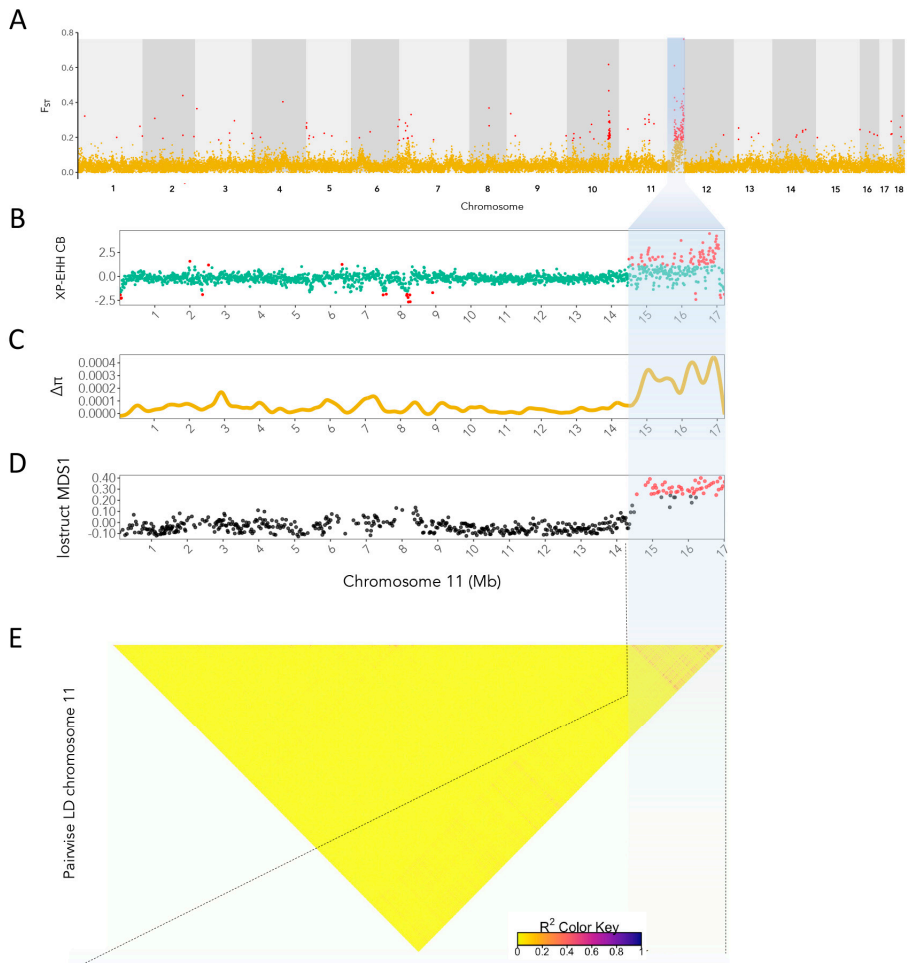 A
0.8
0.6
0.4
0.2
0.0
F_ST
1 2 3 4 5 6 7 8 9 10 11 12 13 14 15 16 17 18
Chromosome
B
XP-EHH CB
2.5
0.0
-2.5
1 2 3 4 5 6 7 8 9 10 11 12 13 14 15 16 17
C
Δπ
0.0004
0.0003
0.0002
0.0001
0.0000
1 2 3 4 5 6 7 8 9 10 11 12 13 14 15 16 17
D
lostruct MDS1
0.40
0.30
0.20
0.10
0.00
-0.10
1 2 3 4 5 6 7 8 9 10 11 12 13 14 15 16 17
Chromosome 11 (Mb)
E
Pairwise LD chromosome 11
R² Color Key
0 0.2 0.4 0.6 0.8 1